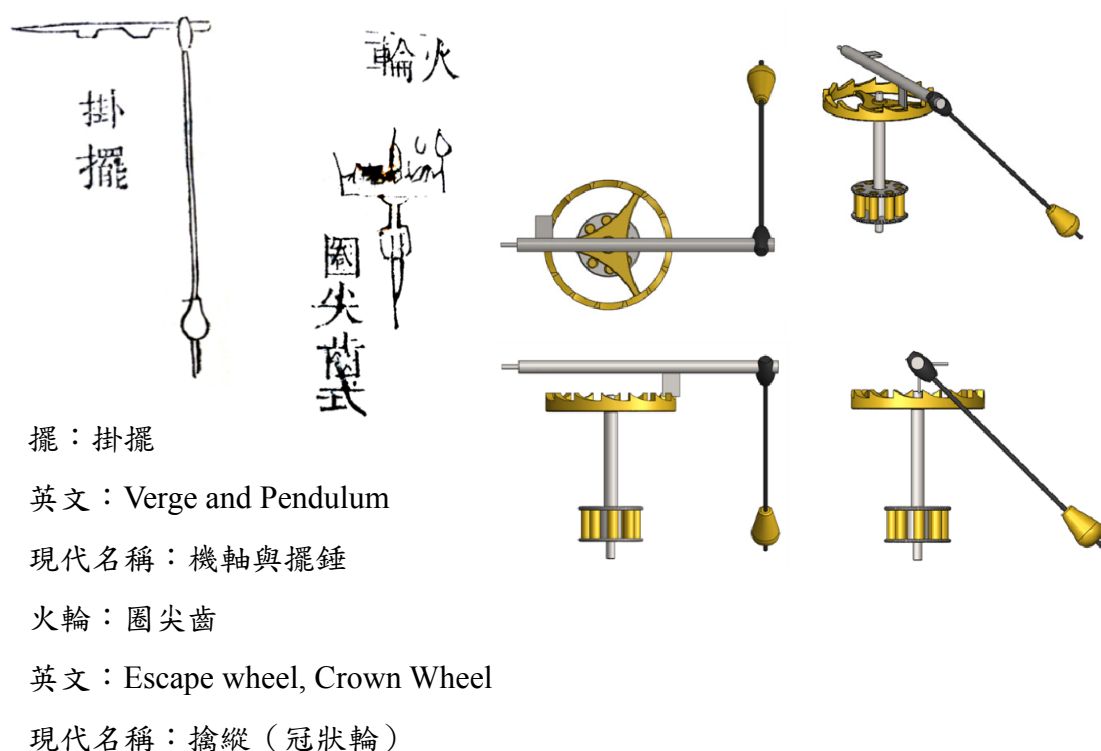 掛擺
火輪
圈尖齒式
擺：掛擺
英文：Verge and Pendulum
現代名稱：機軸與擺錘
火輪：圈尖齒
英文：Escape wheel, Crown Wheel
現代名稱：擒縱（冠狀輪）